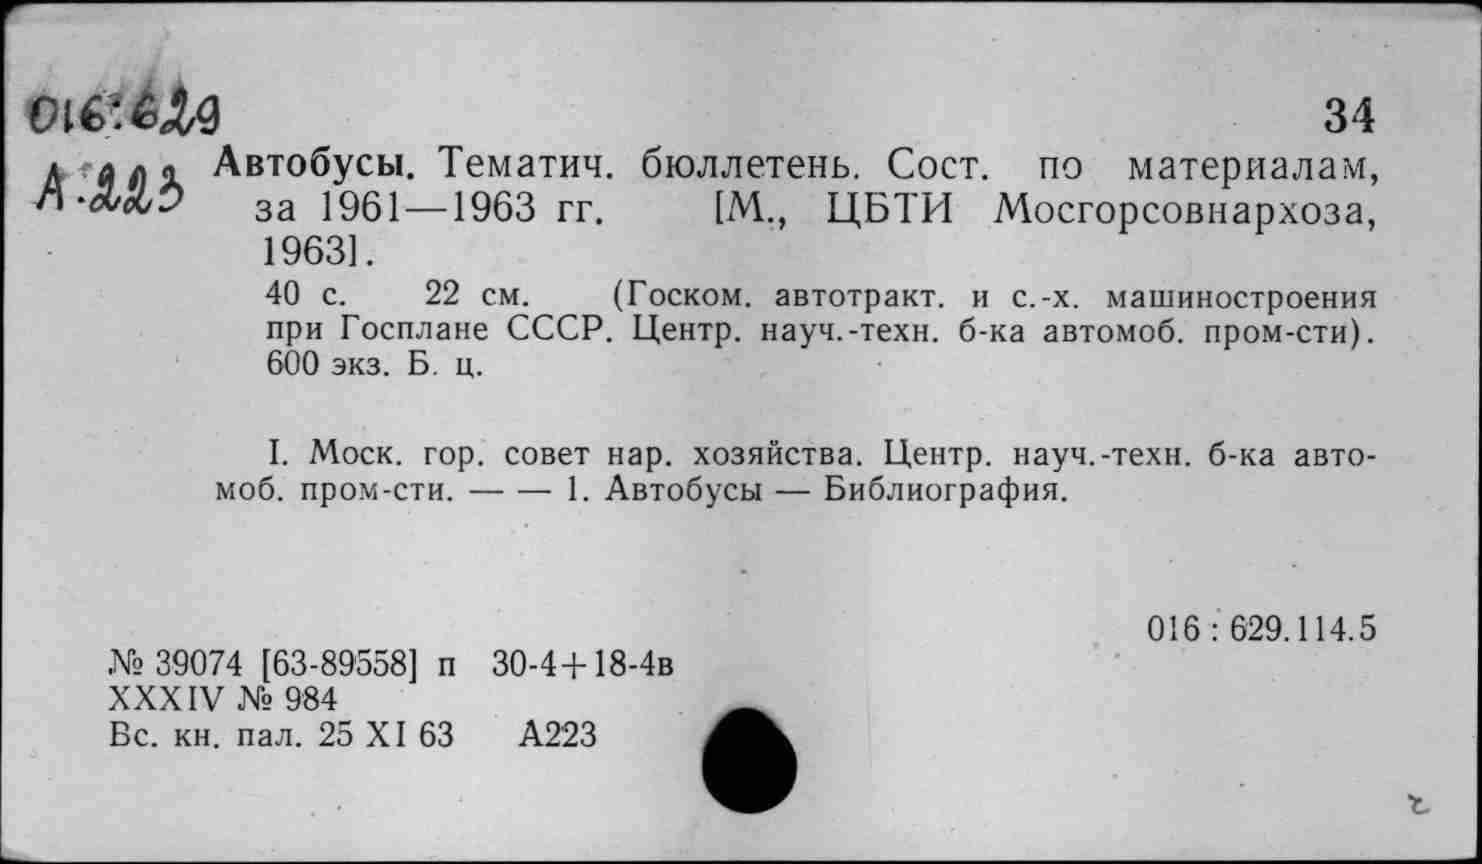 016:629
34
А.223
Автобусы. Тематич. бюллетень. Сост. по материалам,
за 1961—1963 гг. [М., ЦБТИ Мосгорсовнархоза,
1963].
40 с. 22 см. (Госком. автотракт. и с.-х. машиностроения
при Госплане СССР. Центр. науч.-техн. б-ка автомоб. пром-сти).
600 экз. Б. ц.
I. Моск. гор. совет нар. хозяйства. Центр. науч.-техн. б-ка авто-
моб. пром-сти. — — 1. Автобусы — Библиография.
016 : 629.114.5
№ 39074 [63-89558] п 30-4+18-4в
XXXIV № 984
Вс. кн. пал. 25 XI 63 А223